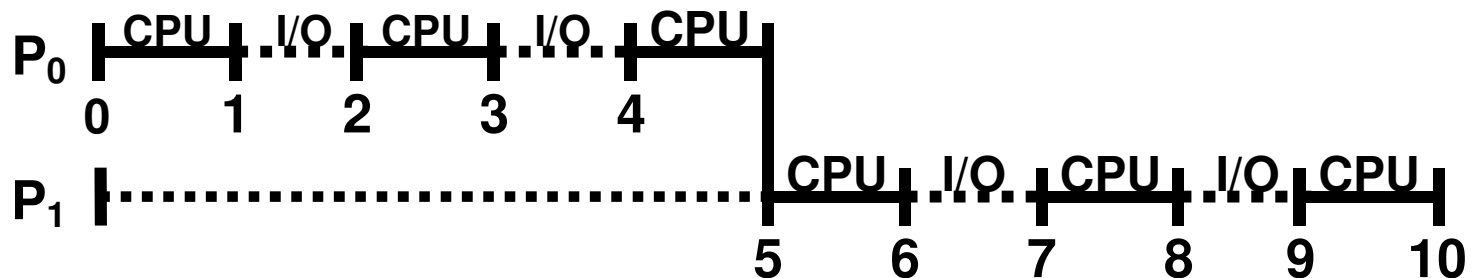 CPU I/O CPU I/O CPU
P0
0 1 2 3 4
CPU I/O CPU I/O CPU
P1
5 6 7 8 9 10